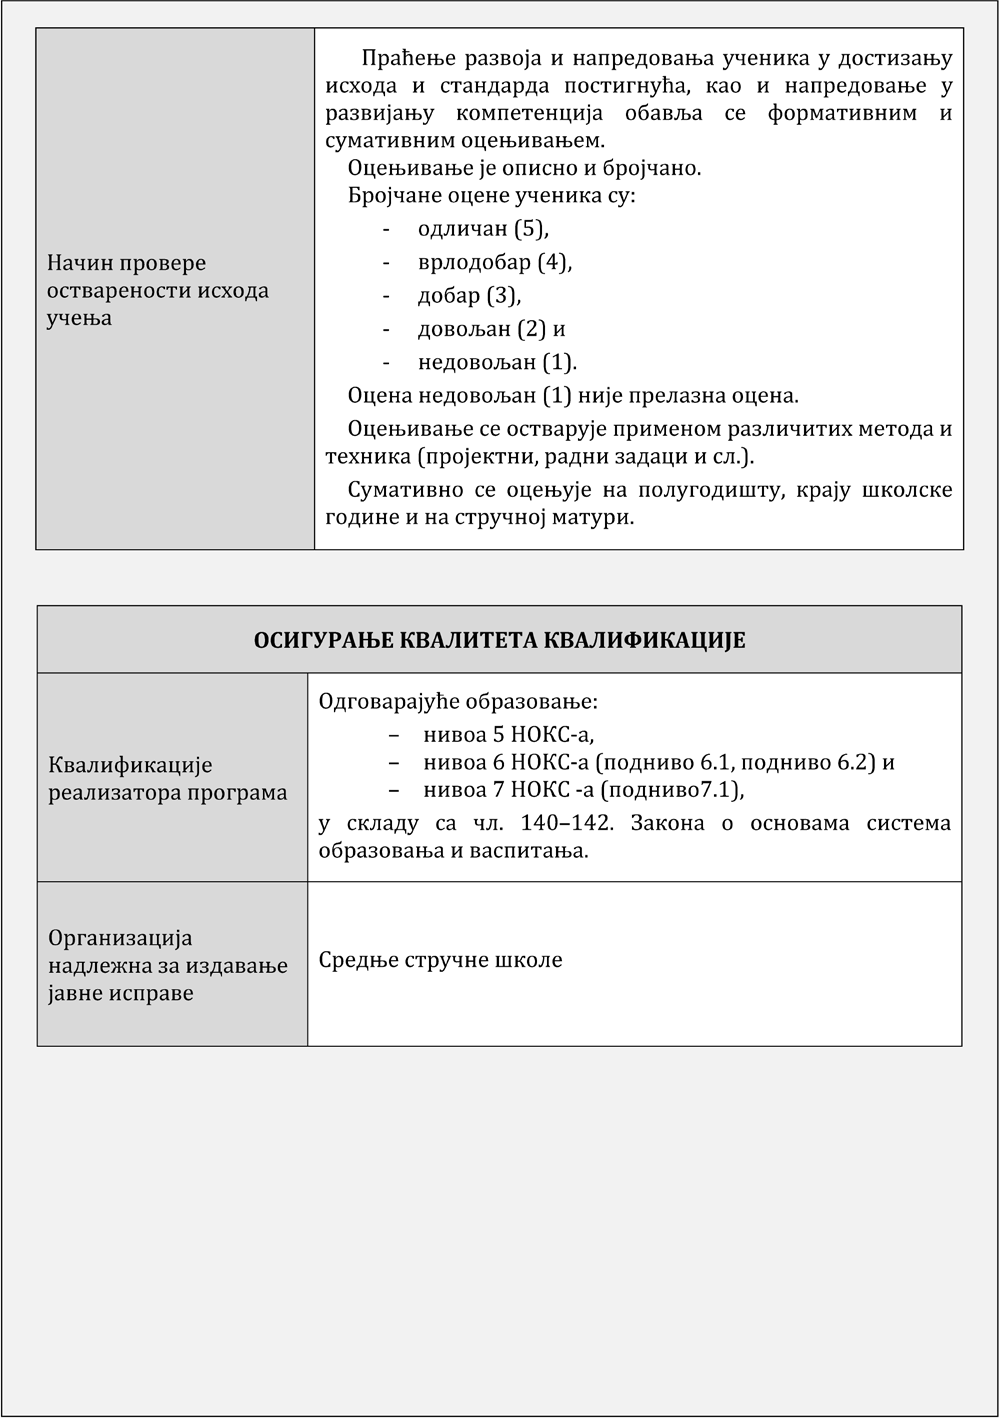 Начин провере
остварености исхода
учења
Праћење развоја и напредовања ученика у достизању
исхода и стандарда постигнућа, као и напредовање у
развијању компетенција обавља се формативним и
сумативним оцењивањем.
Оцењивање је описно и бројчано.
Бројчане оцене ученика су:
- одличан (5),
- врлодобар (4),
- добар (3),
- довољан (2) и
- недовољан (1).
Оцена недовољан (1) није прелазна оцена.
Оцењивање се остварује применом различитих метода и
техника (пројектни, радни задаци и сл.).
Сумативно се оцењује на полугодишту, крају школске
године и на стручној матури.
ОСИГУРАЊЕ КВАЛИТЕТА КВАЛИФИКАЦИЈЕ
Квалификације
реализатора програма
Одговарајуће образовање:
– нивоа 5 НОКС-а,
– нивоа 6 НОКС-а (подниво 6.1, подниво 6.2) и
– нивоа 7 НОКС -а (подниво7.1),
у складу са чл. 140–142. Закона о основама система
образовања и васпитања.
Организација
надлежна за издавање
јавне исправе
Средње стручне школе